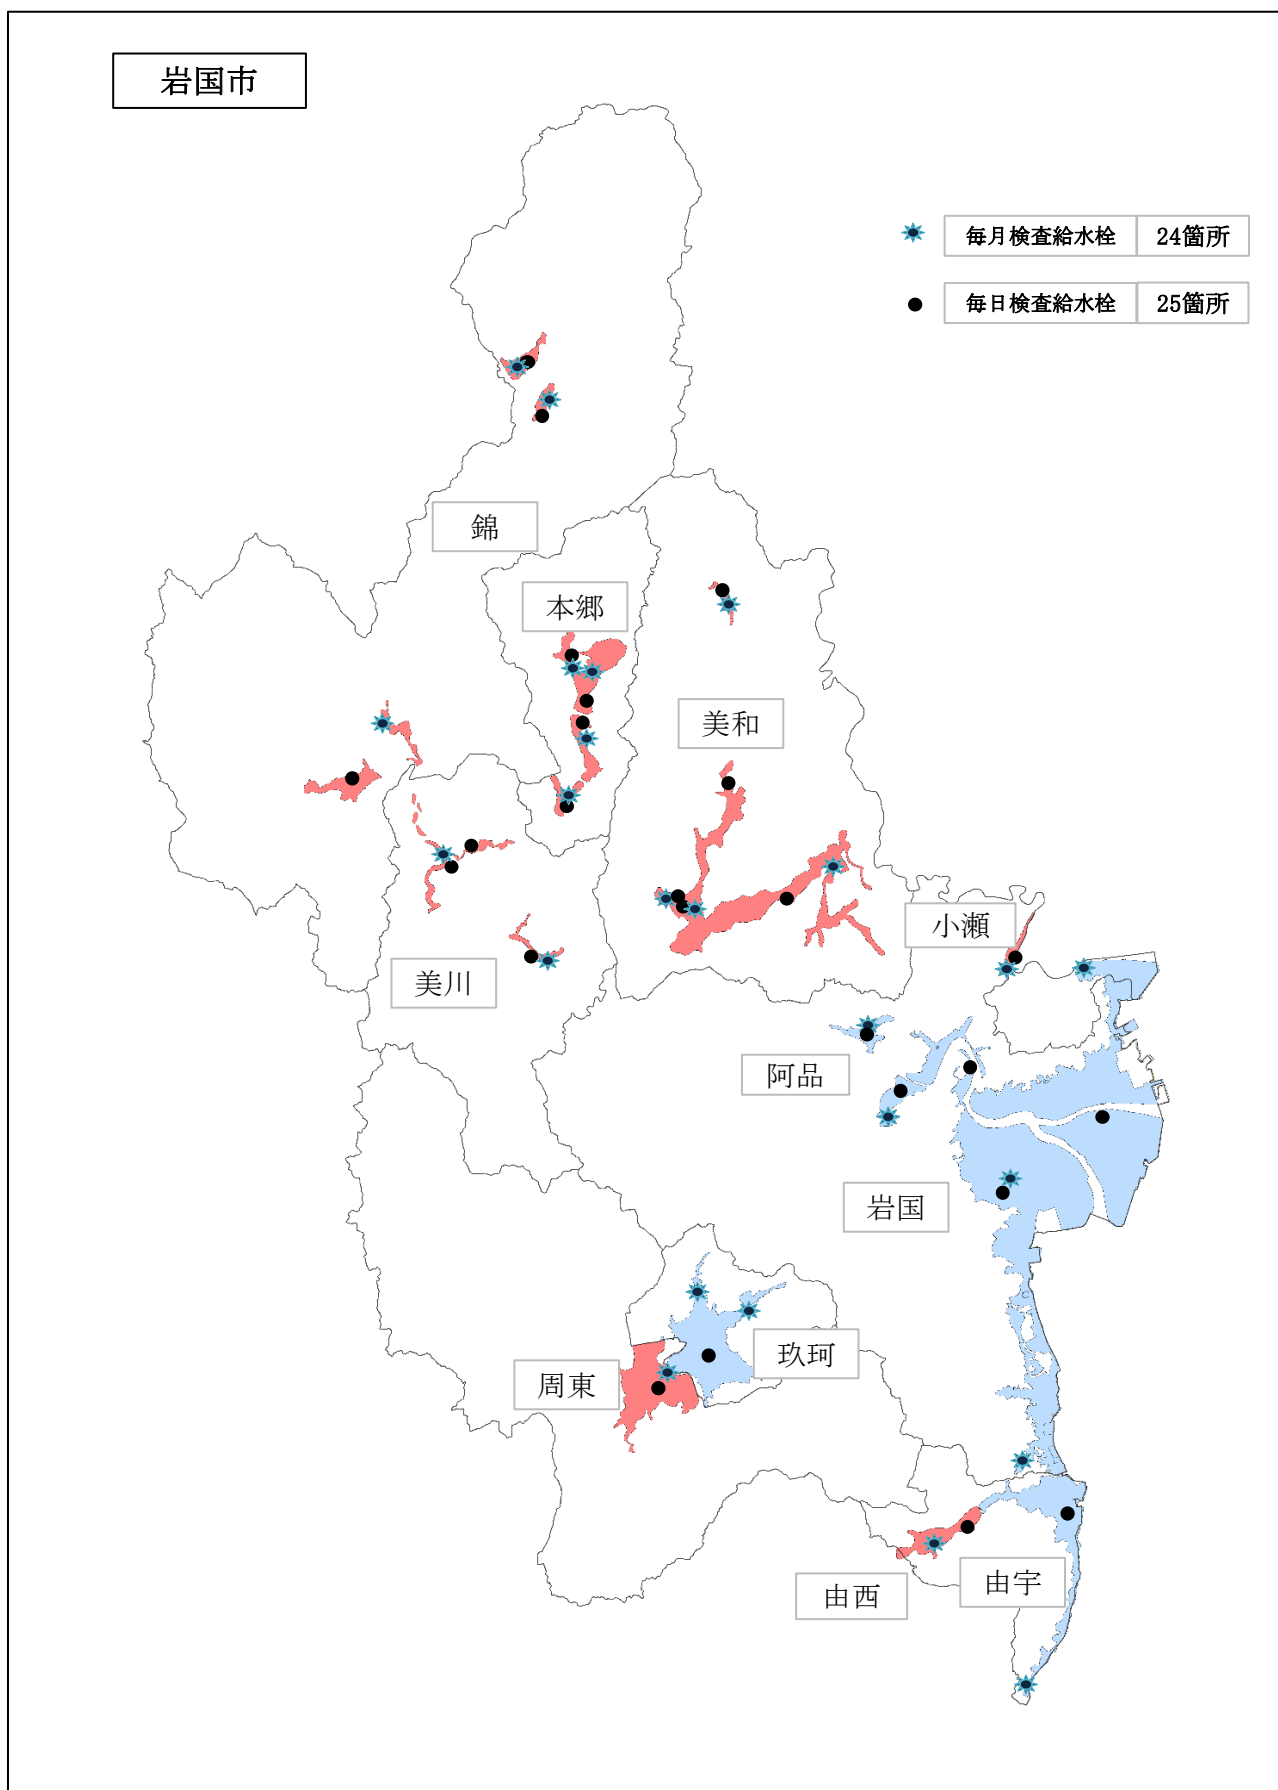 岩国市
毎月検査給水栓 24箇所
毎日検査給水栓 25箇所
錦
本郷
美和
小瀬
美川
阿品
岩国
玖珂
周東
由宇
由西